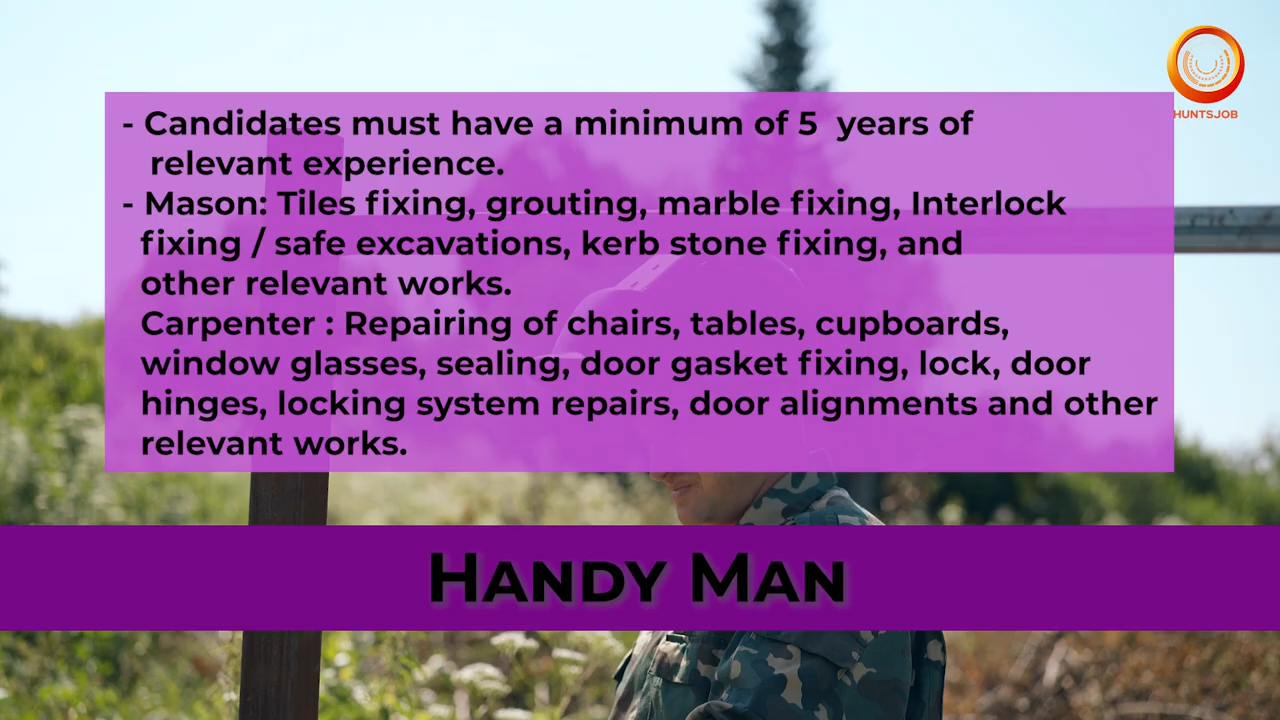 HUNTSJOB
- Candidates must have a minimum of 5  years of
relevant experience.
- Mason: Tiles fixing, grouting, marble fixing, Interlock
fixing / safe excavations, kerb stone fixing, and
other relevant works.
Carpenter : Repairing of chairs, tables, cupboards,
window glasses, sealing, door gasket fixing, lock, door
hinges, locking system repairs, door alignments and other
relevant works.
HANDY MAN